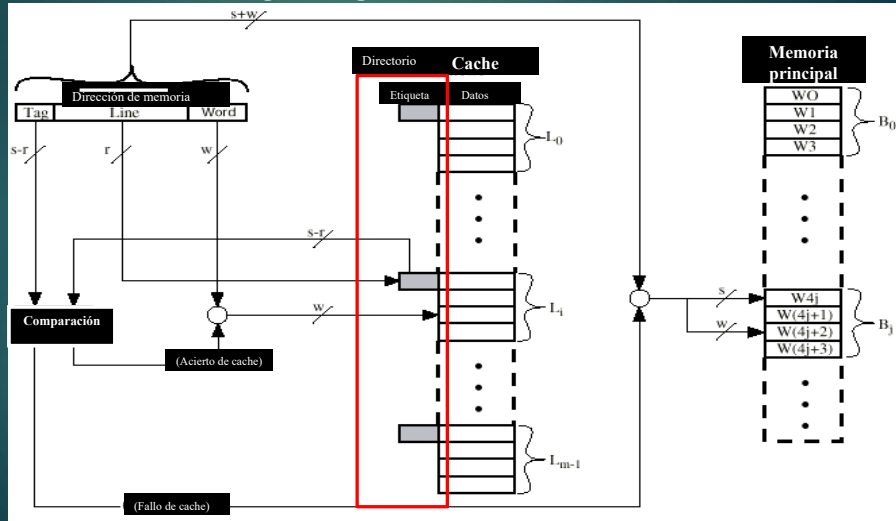 s+w
Directorio
Cache
Memoria
principal
Dirección de memoria
Etiqueta
Datos
Tag
Line
Word
WO
W1
W2
W3
B0
L0
s-r
r
w
s-r
Li
s
W4j
W(4j+1)
W(4j+2)
W(4j+3)
Bj
w
w
Comparación
(Acierto de cache)
Lm-1
(Fallo de cache)